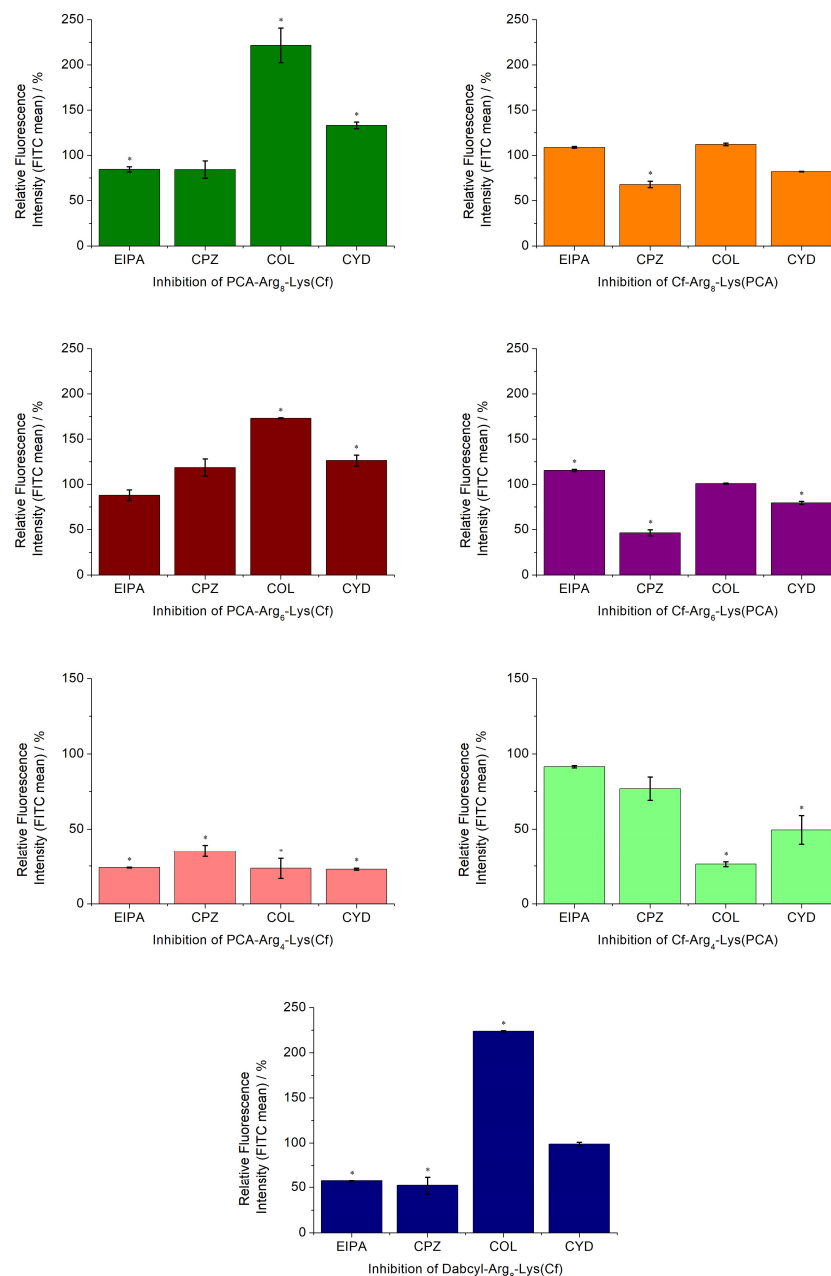 250
200
150
100
50
0
Relative Fluorescence
Intensity (FITC mean) / %
*
*
*
EIPA CPZ COL CYD
Inhibition of PCA-Arg₈-Lys(Cf)
250
200
150
100
50
0
Relative Fluorescence
Intensity (FITC mean) / %
*
EIPA CPZ COL CYD
Inhibition of Cf-Arg₈-Lys(PCA)
250
200
150
100
50
0
Relative Fluorescence
Intensity (FITC mean) / %
*
*
EIPA CPZ COL CYD
Inhibition of PCA-Arg₆-Lys(Cf)
250
200
150
100
50
0
Relative Fluorescence
Intensity (FITC mean) / %
*
*
*
EIPA CPZ COL CYD
Inhibition of Cf-Arg₆-Lys(PCA)
150
100
50
0
Relative Fluorescence
Intensity (FITC mean) / %
*
*
*
*
EIPA CPZ COL CYD
Inhibition of PCA-Arg₄-Lys(Cf)
150
100
50
0
Relative Fluorescence
Intensity (FITC mean) / %
*
*
EIPA CPZ COL CYD
Inhibition of Cf-Arg₄-Lys(PCA)
250
200
150
100
50
0
Relative Fluorescence
Intensity (FITC mean) / %
*
*
*
EIPA CPZ COL CYD
Inhibition of Dabcyl-Arg₈-Lys(Cf)